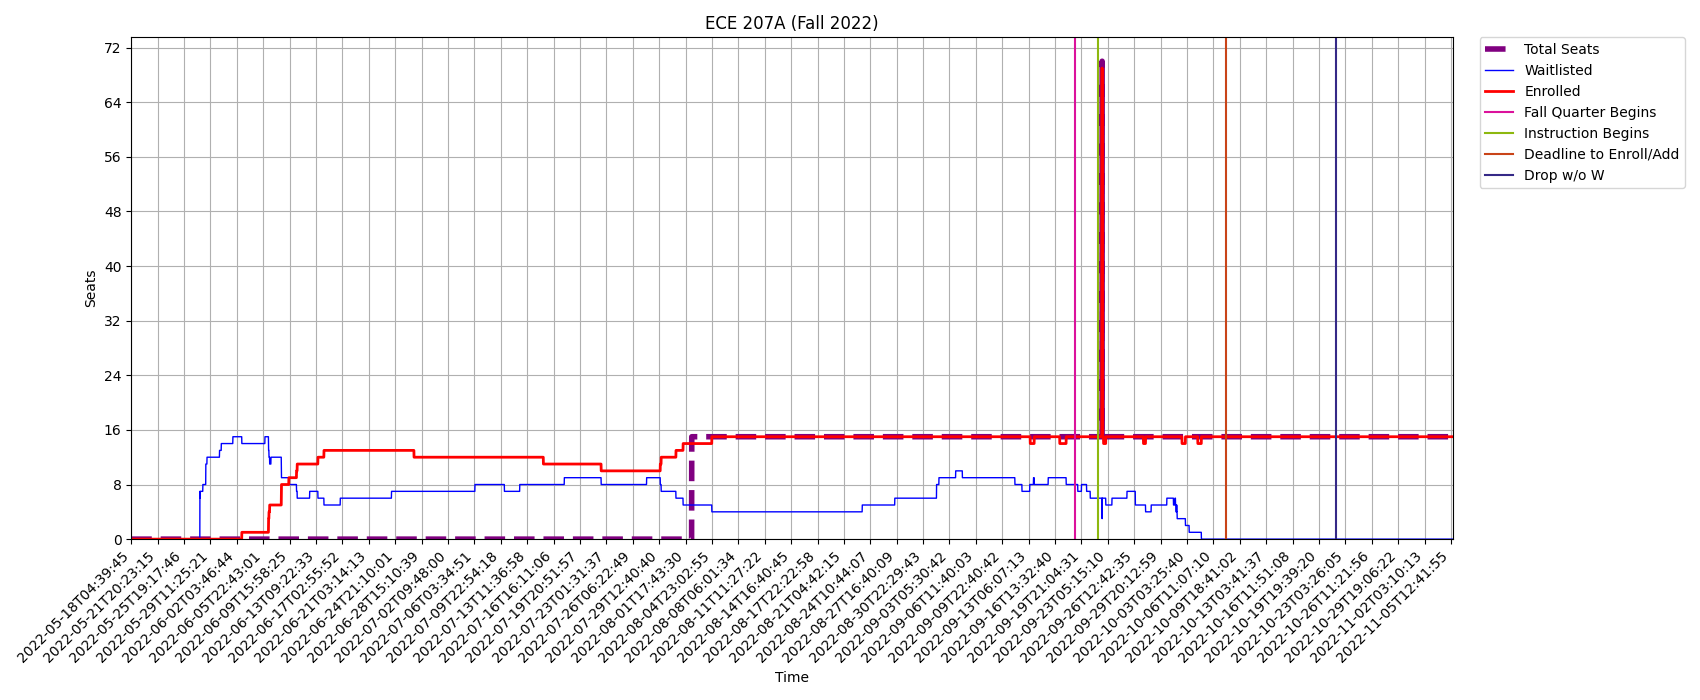 ECE 207A (Fall 2022)
72
64
56
48
40
32
24
16
8
0
Seats
2022-05-18T04:39:45
2022-05-21T20:23:15
2022-05-25T19:17:46
2022-05-29T11:25:21
2022-06-02T03:46:44
2022-06-05T22:43:01
2022-06-09T15:58:25
2022-06-13T09:22:33
2022-06-17T02:55:52
2022-06-21T03:14:13
2022-06-24T21:10:01
2022-06-28T15:10:39
2022-07-02T09:48:00
2022-07-06T03:34:51
2022-07-09T22:54:18
2022-07-13T11:36:58
2022-07-16T16:11:06
2022-07-19T20:51:57
2022-07-23T01:31:37
2022-07-26T06:22:49
2022-07-29T12:40:40
2022-08-01T17:43:30
2022-08-04T23:02:55
2022-08-08T06:01:34
2022-08-11T11:27:22
2022-08-14T16:40:45
2022-08-17T22:22:58
2022-08-21T04:42:15
2022-08-24T10:44:07
2022-08-27T16:40:09
2022-08-30T22:29:43
2022-09-03T05:30:42
2022-09-06T11:40:03
2022-09-09T22:40:42
2022-09-13T06:07:13
2022-09-16T13:32:40
2022-09-19T21:04:31
2022-09-23T05:15:10
2022-09-26T12:42:35
2022-09-29T20:12:59
2022-10-03T03:25:40
2022-10-06T11:07:10
2022-10-09T18:41:02
2022-10-13T03:41:37
2022-10-16T11:51:08
2022-10-19T19:39:20
2022-10-23T03:26:05
2022-10-26T11:21:56
2022-10-29T19:06:22
2022-11-02T03:10:13
2022-11-05T12:41:55
Time
Total Seats
Waitlisted
Enrolled
Fall Quarter Begins
Instruction Begins
Deadline to Enroll/Add
Drop w/o W